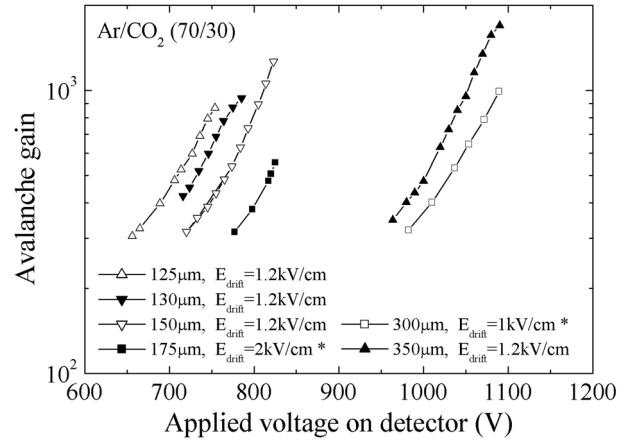 Ar/CO2 (70/30)
Avalanche gain
10^3
10^2
125μm, Edrift=1.2kV/cm
130μm, Edrift=1.2kV/cm
150μm, Edrift=1.2kV/cm
175μm, Edrift=2kV/cm *
300μm, Edrift=1kV/cm *
350μm, Edrift=1.2kV/cm
600 700 800 900 1000 1100 1200
Applied voltage on detector (V)